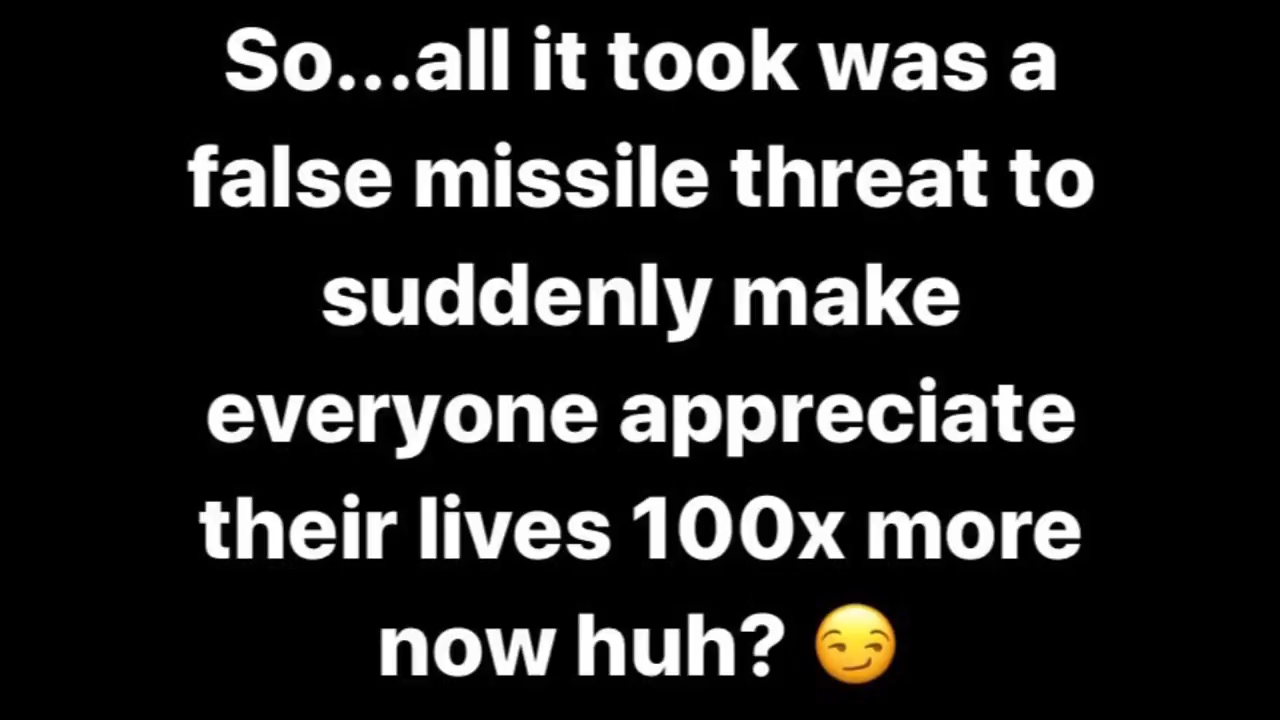 So...all it took was a
false missile threat to
suddenly make
everyone appreciate
their lives 100x more
now huh? 😏